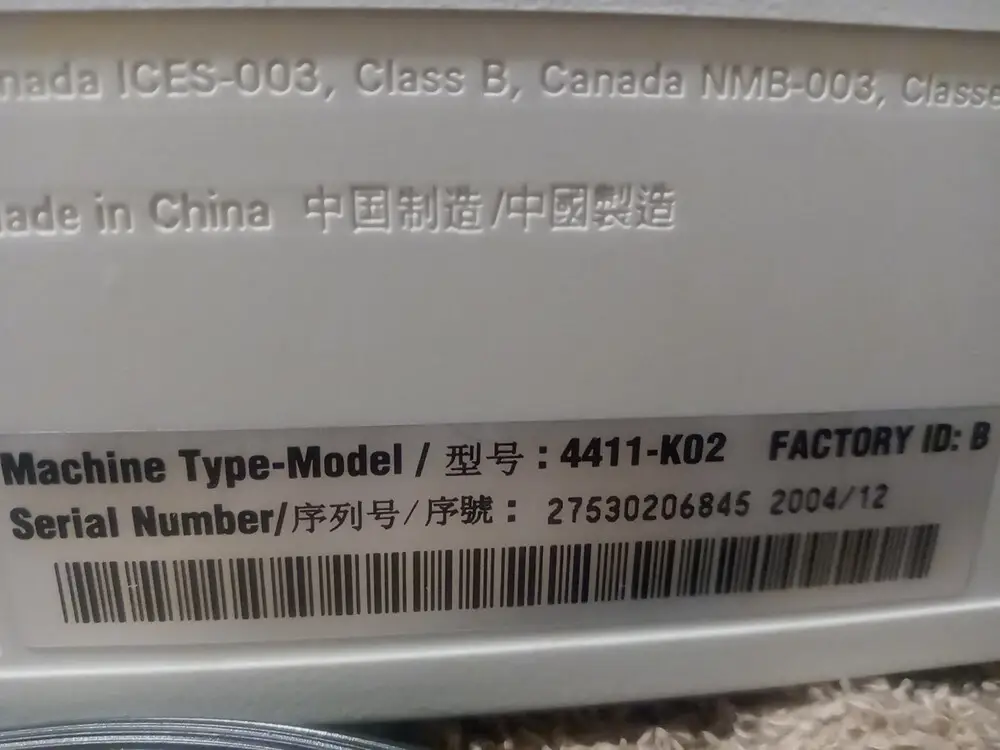 nada ICES-003, Class B, Canada NMB-003, Classe
ade in China 中国制造/中國製造
Machine Type-Model / 型号 : 4411-K02 FACTORY ID: B
Serial Number/序列号/序號 : 27530206845 2004/12